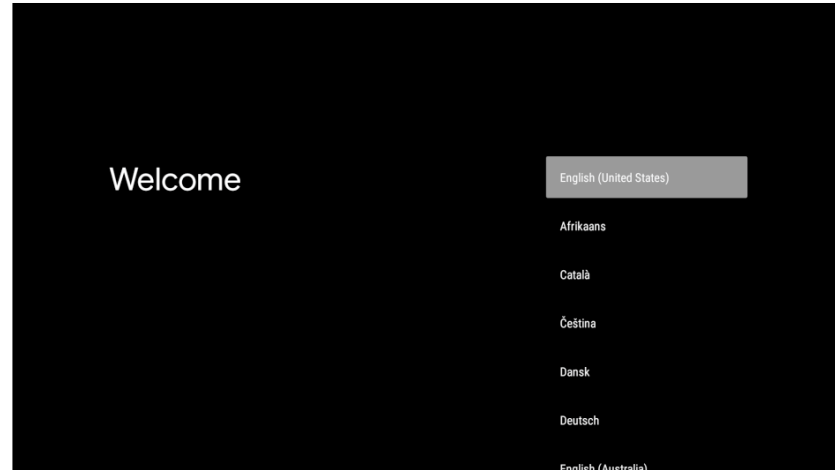 Welcome
English (United States)
Afrikaans
Català
Čeština
Dansk
Deutsch
English (Australia)